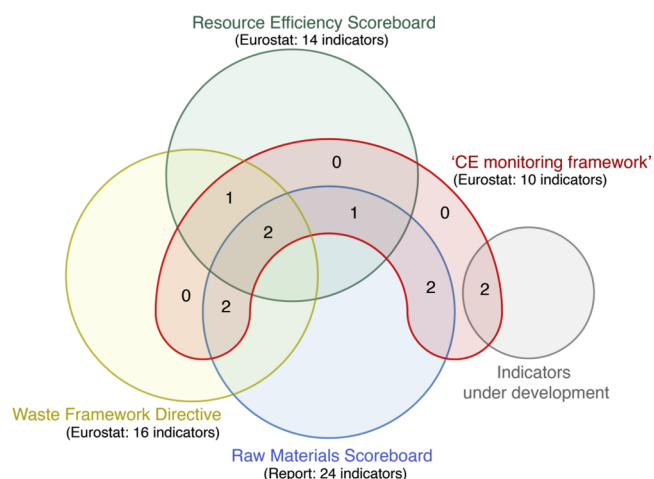 Resource Efficiency Scoreboard
(Eurostat: 14 indicators)
‘CE monitoring framework’
(Eurostat: 10 indicators)
0
1
1
0
2
0
2
2
2
Indicators
under development
Waste Framework Directive
(Eurostat: 16 indicators)
Raw Materials Scoreboard
(Report: 24 indicators)